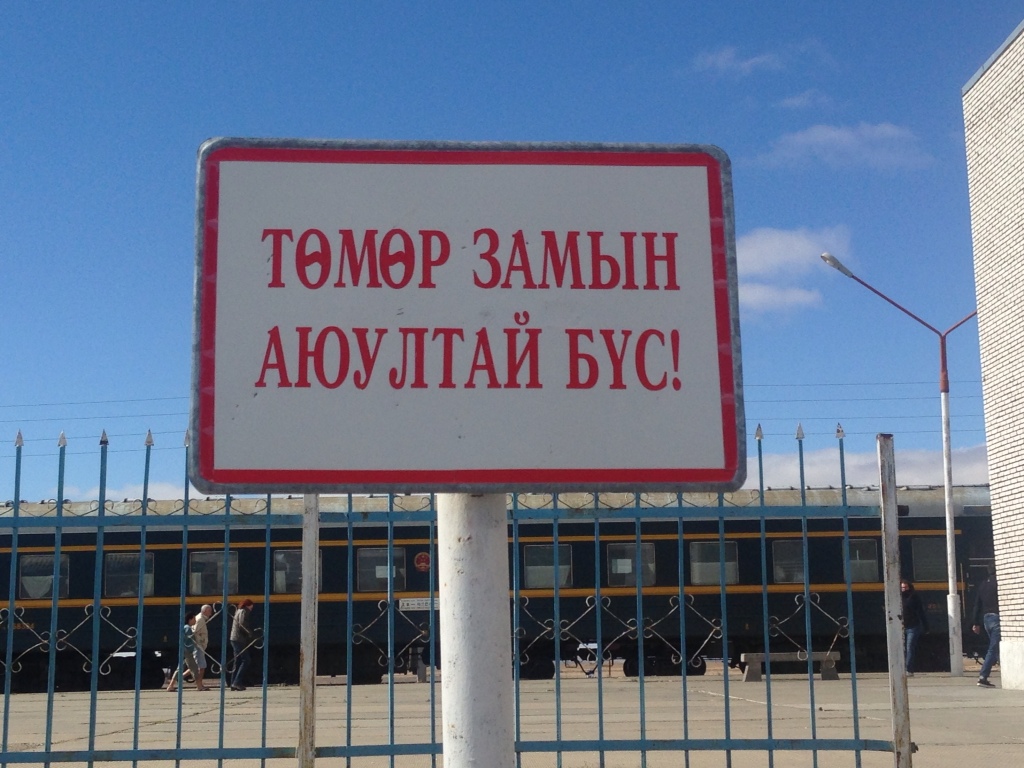 ТӨМӨР ЗАМЫН
АЮУЛТАЙ БҮС!